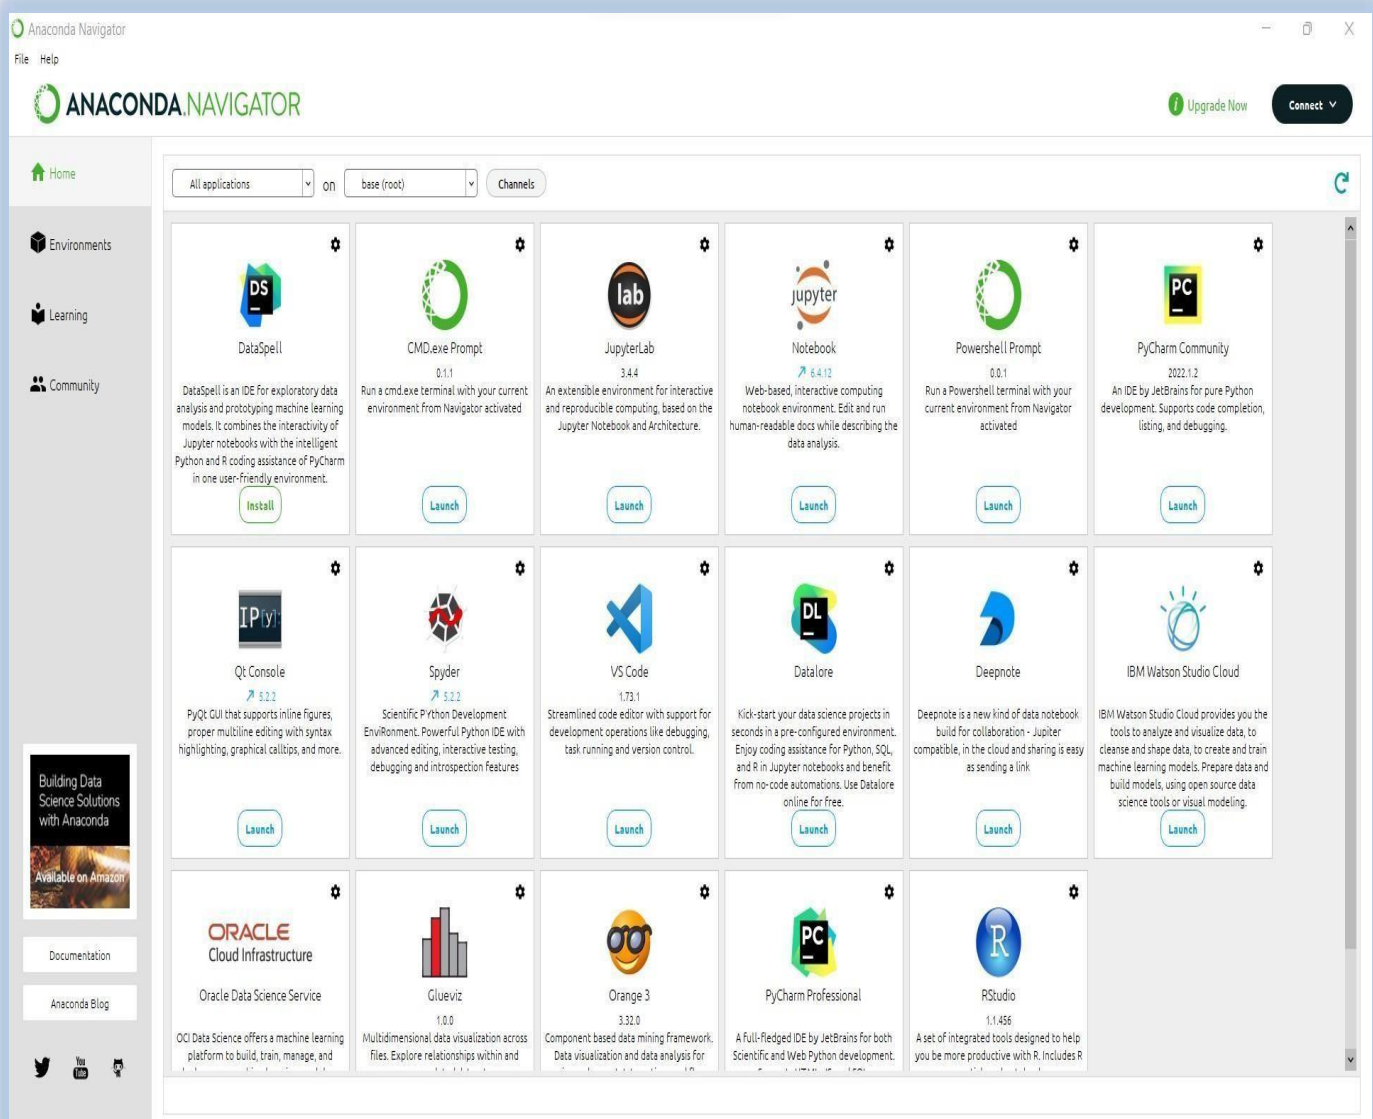 Anaconda Navigator
File Help
ANACONDA.NAVIGATOR
Upgrade Now
Connect
Home
Environments
Learning
Community
All applications on base (root) Channels
DS
DataSpell
DataSpell is an IDE for exploratory data
analysis and prototyping machine learning
models. It combines the interactivity of
Jupyter notebooks with the intelligent
Python and R coding assistance of PyCharm
in one user-friendly environment.
Install
CMD.exe Prompt
0.1.1
Run a cmd.exe terminal with your current
environment from Navigator activated
Launch
lab
JupyterLab
3.4.4
An extensible environment for interactive
and reproducible computing, based on the
Jupyter Notebook and Architecture.
Launch
jupyter
Notebook
6.4.12
Web-based, interactive computing
notebook environment. Edit and run
human-readable docs while describing the
data analysis.
Launch
Powershell Prompt
0.0.1
Run a Powershell terminal with your
current environment from Navigator
activated
Launch
PC
PyCharm Community
2022.1.2
An IDE by JetBrains for pure Python
development. Supports code completion,
listing, and debugging.
Launch
IP[y]:
Qt Console
5.2.2
PyQt GUI that supports inline figures,
proper multiline editing with syntax
highlighting, graphical calltips, and more.
Launch
Spyder
5.2.2
Scientific PYthon Development
EnviRonment. Powerful Python IDE with
advanced editing, interactive testing,
debugging and introspection features
Launch
VS Code
1.73.1
Streamlined code editor with support for
development operations like debugging,
task running and version control.
Launch
DL
Datalore
Kick-start your data science projects in
seconds in a pre-configured environment.
Enjoy coding assistance for Python, SQL,
and R in Jupyter notebooks and benefit
from no-code automations. Use Datalore
online for free.
Launch
Deepnote
Deepnote is a new kind of data notebook
build for collaboration - Jupiter
compatible, in the cloud and sharing is easy
as sending a link
Launch
IBM Watson Studio Cloud
IBM Watson Studio Cloud provides you the
tools to analyze and visualize data, to
cleanse and shape data, to create and train
machine learning models. Prepare data and
build models, using open source data
science tools or visual modeling.
Launch
ORACLE
Cloud Infrastructure
Oracle Data Science Service
OCI Data Science offers a machine learning
platform to build, train, manage, and
Glueviz
1.0.0
Multidimensional data visualization across
files. Explore relationships within and
Orange 3
3.32.0
Component based data mining framework.
Data visualization and data analysis for
PC
PyCharm Professional
A full-fledged IDE by JetBrains for both
Scientific and Web Python development.
R
RStudio
1.1.456
A set of integrated tools designed to help
you be more productive with R. Includes R
Building Data
Science Solutions
with Anaconda
Available on Amazon
Documentation
Anaconda Blog
You
Tube